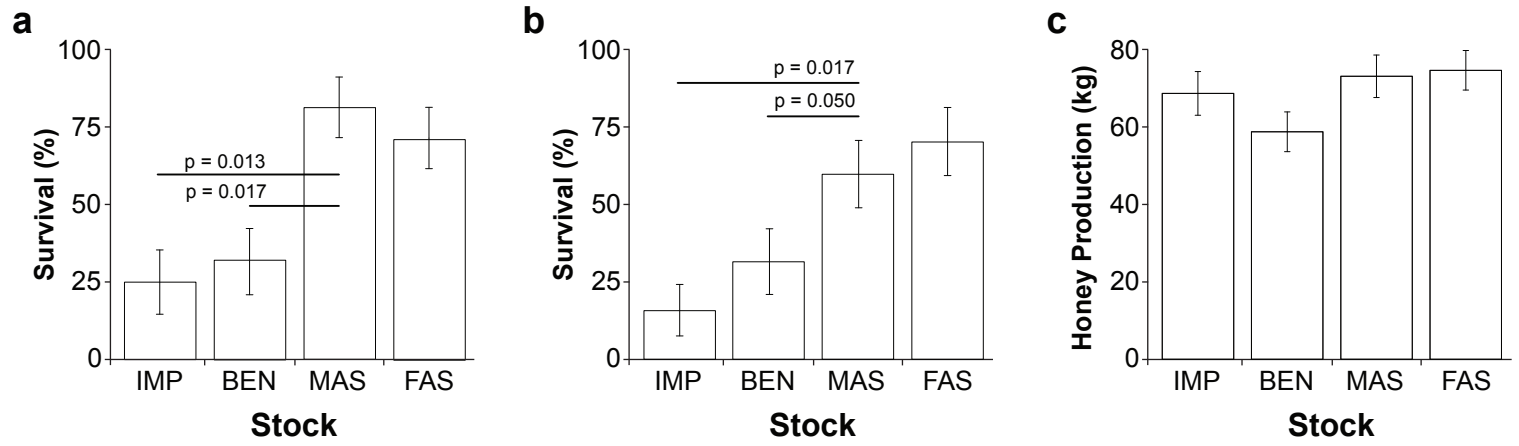 a
Survival (%)
100
75
50
25
0
p = 0.013
p = 0.017
IMP BEN MAS FAS
Stock
b
Survival (%)
100
75
50
25
0
p = 0.017
p = 0.050
IMP BEN MAS FAS
Stock
c
Honey Production (kg)
80
60
40
20
0
IMP BEN MAS FAS
Stock